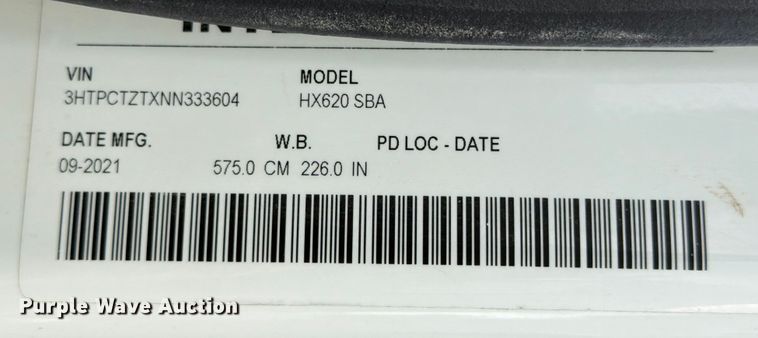 VIN MODEL
3HTPCTZTXNN333604 HX620 SBA
DATE MFG. W.B. PD LOC - DATE
09-2021 575.0 CM 226.0 IN
Purple Wave Auction